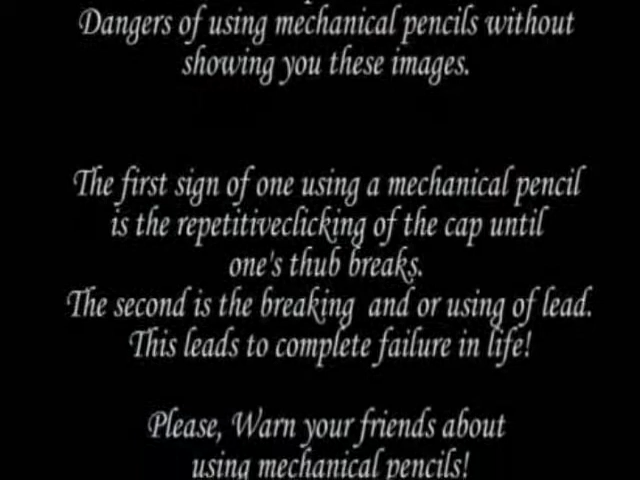 Dangers of using mechanical pencils without
showing you these images.
The first sign of one using a mechanical pencil
is the repetitiveclicking of the cap until
one's thub breaks.
The second is the breaking and or using of lead.
This leads to complete failure in life!
Please, Warn your friends about
using mechanical pencils!